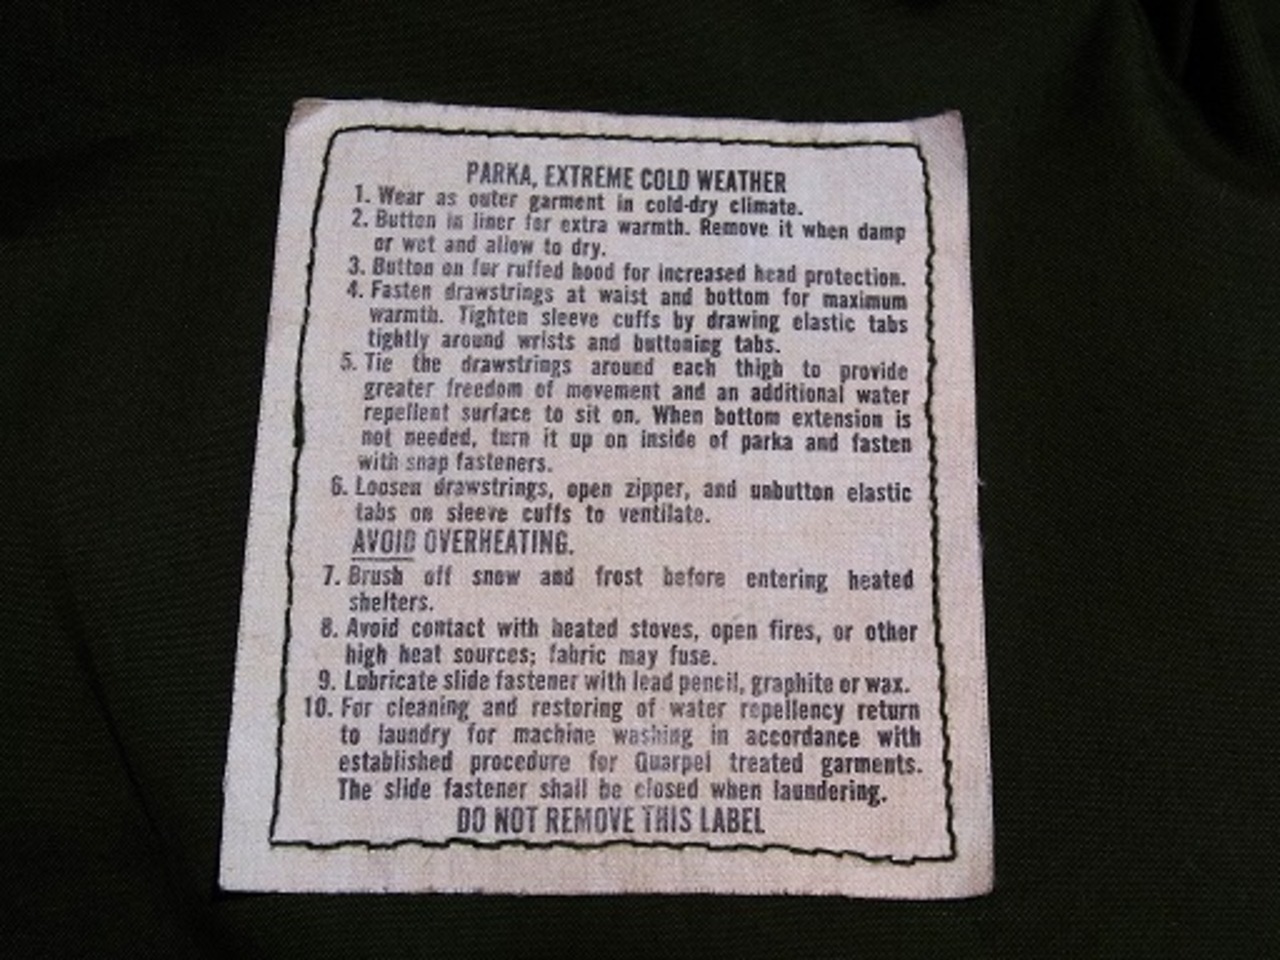 PARKA, EXTREME COLD WEATHER
1. Wear as outer garment in cold-dry climate.
2. Button in liner for extra warmth. Remove it when damp
or wet and allow to dry.
3. Button on fur ruffed hood for increased head protection.
4. Fasten drawstrings at waist and bottom for maximum
warmth. Tighten sleeve cuffs by drawing elastic tabs
tightly around wrists and buttoning tabs.
5. Tie the drawstrings around each thigh to provide
greater freedom of movement and an additional water
repellent surface to sit on. When bottom extension is
not needed, turn it up on inside of parka and fasten
with snap fasteners.
6. Loosen drawstrings, open zipper, and unbutton elastic
tabs on sleeve cuffs to ventilate.
AVOID OVERHEATING.
7. Brush off snow and frost before entering heated
shelters.
8. Avoid contact with heated stoves, open fires, or other
high heat sources; fabric may fuse.
9. Lubricate slide fastener with lead pencil, graphite or wax.
10. For cleaning and restoring of water repellency return
to laundry for machine washing in accordance with
established procedure for Quarpel treated garments.
The slide fastener shall be closed when laundering.
DO NOT REMOVE THIS LABEL